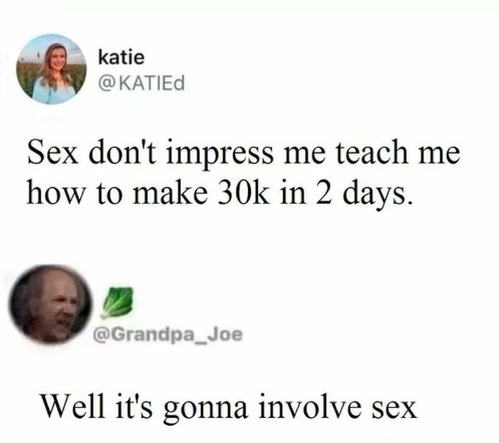 katie
@KATIEd
Sex don't impress me teach me
how to make 30k in 2 days.
@Grandpa_Joe
Well it's gonna involve sex